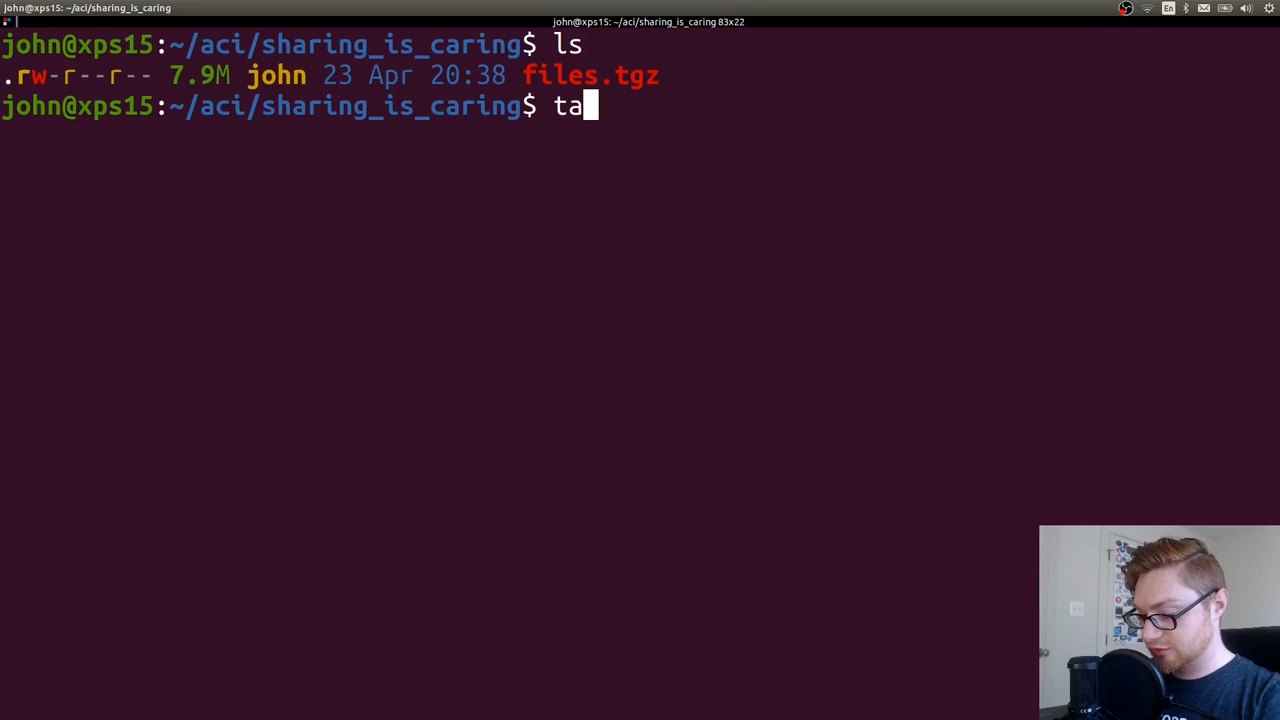 john@xps15: ~/aci/sharing_is_caring
En
john@xps15: ~/aci/sharing_is_caring 83x22
john@xps15:~/aci/sharing_is_caring$ ls
.rw-r--r-- 7.9M john 23 Apr 20:38 files.tgz
john@xps15:~/aci/sharing_is_caring$ ta